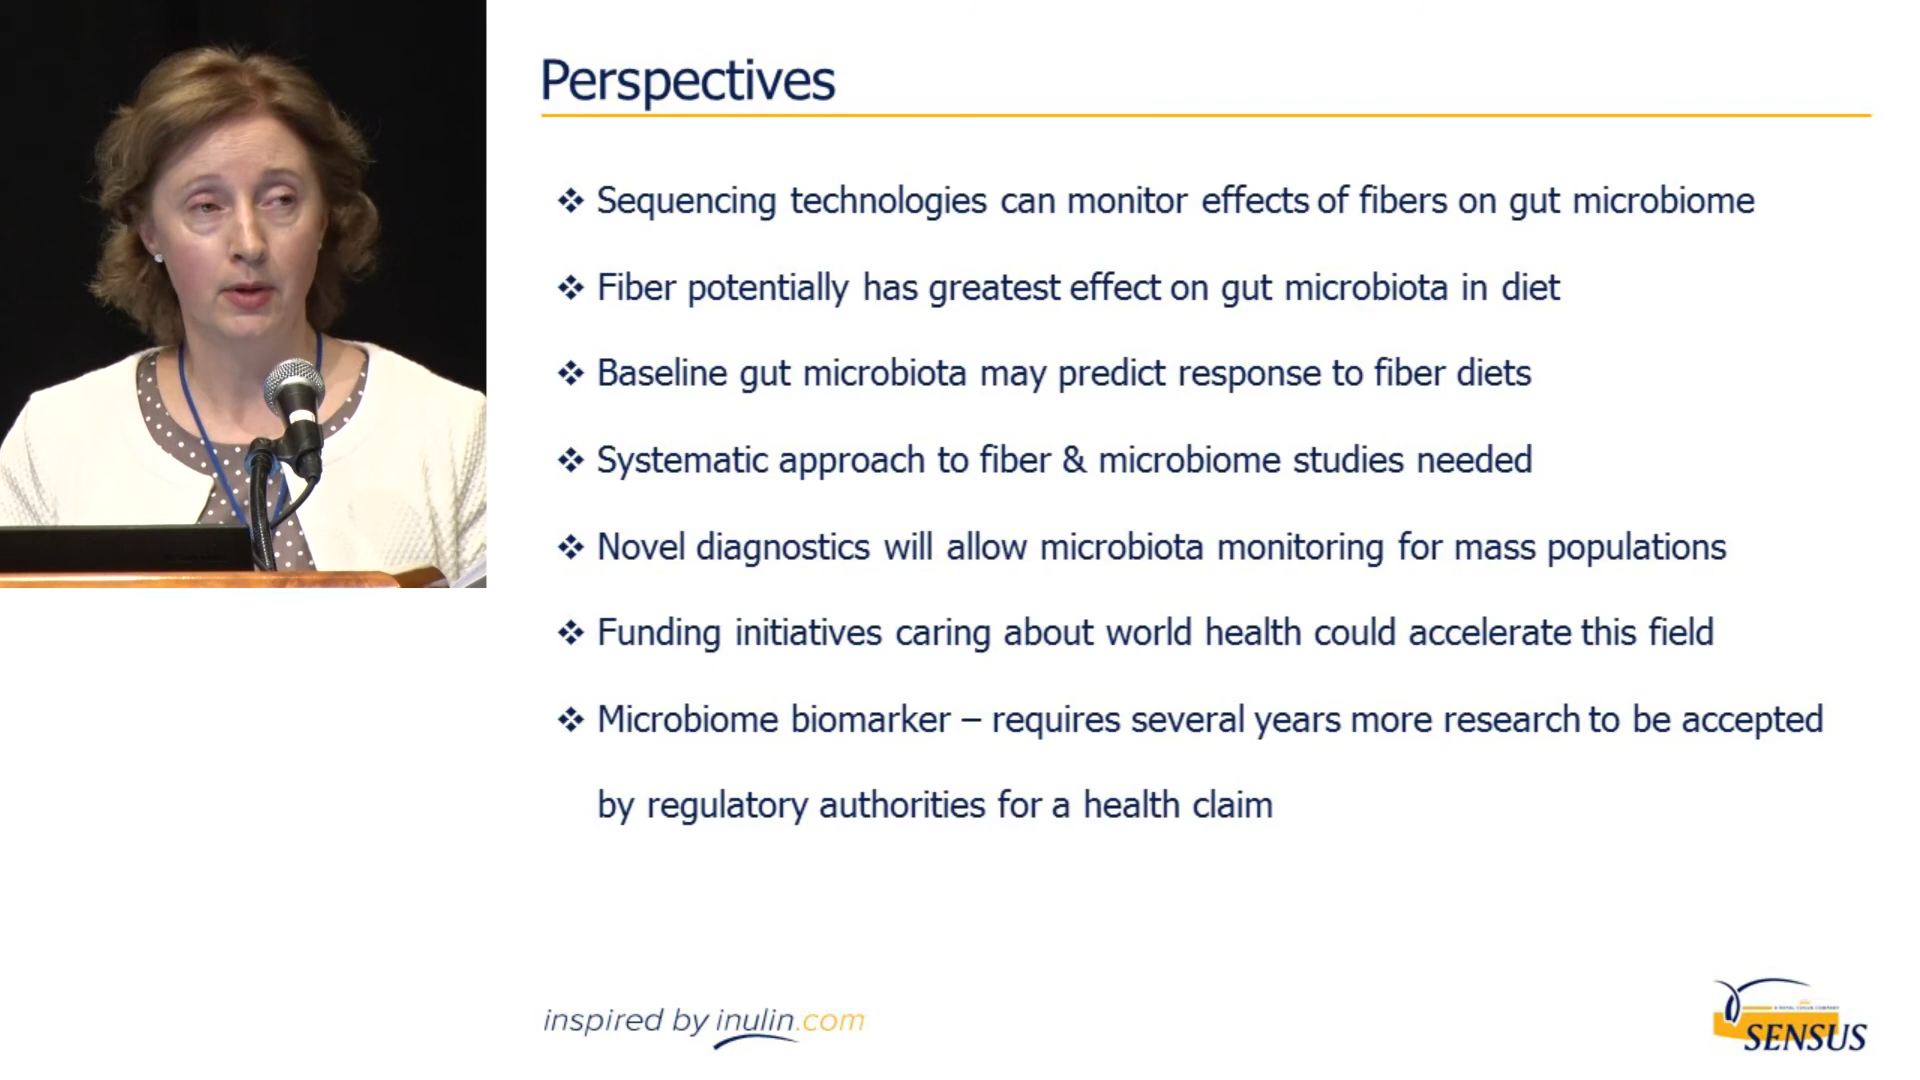 Perspectives
❖ Sequencing technologies can monitor effects of fibers on gut microbiome
❖ Fiber potentially has greatest effect on gut microbiota in diet
❖ Baseline gut microbiota may predict response to fiber diets
❖ Systematic approach to fiber & microbiome studies needed
❖ Novel diagnostics will allow microbiota monitoring for mass populations
❖ Funding initiatives caring about world health could accelerate this field
❖ Microbiome biomarker – requires several years more research to be accepted
by regulatory authorities for a health claim
inspired by inulin.com
SENSUS